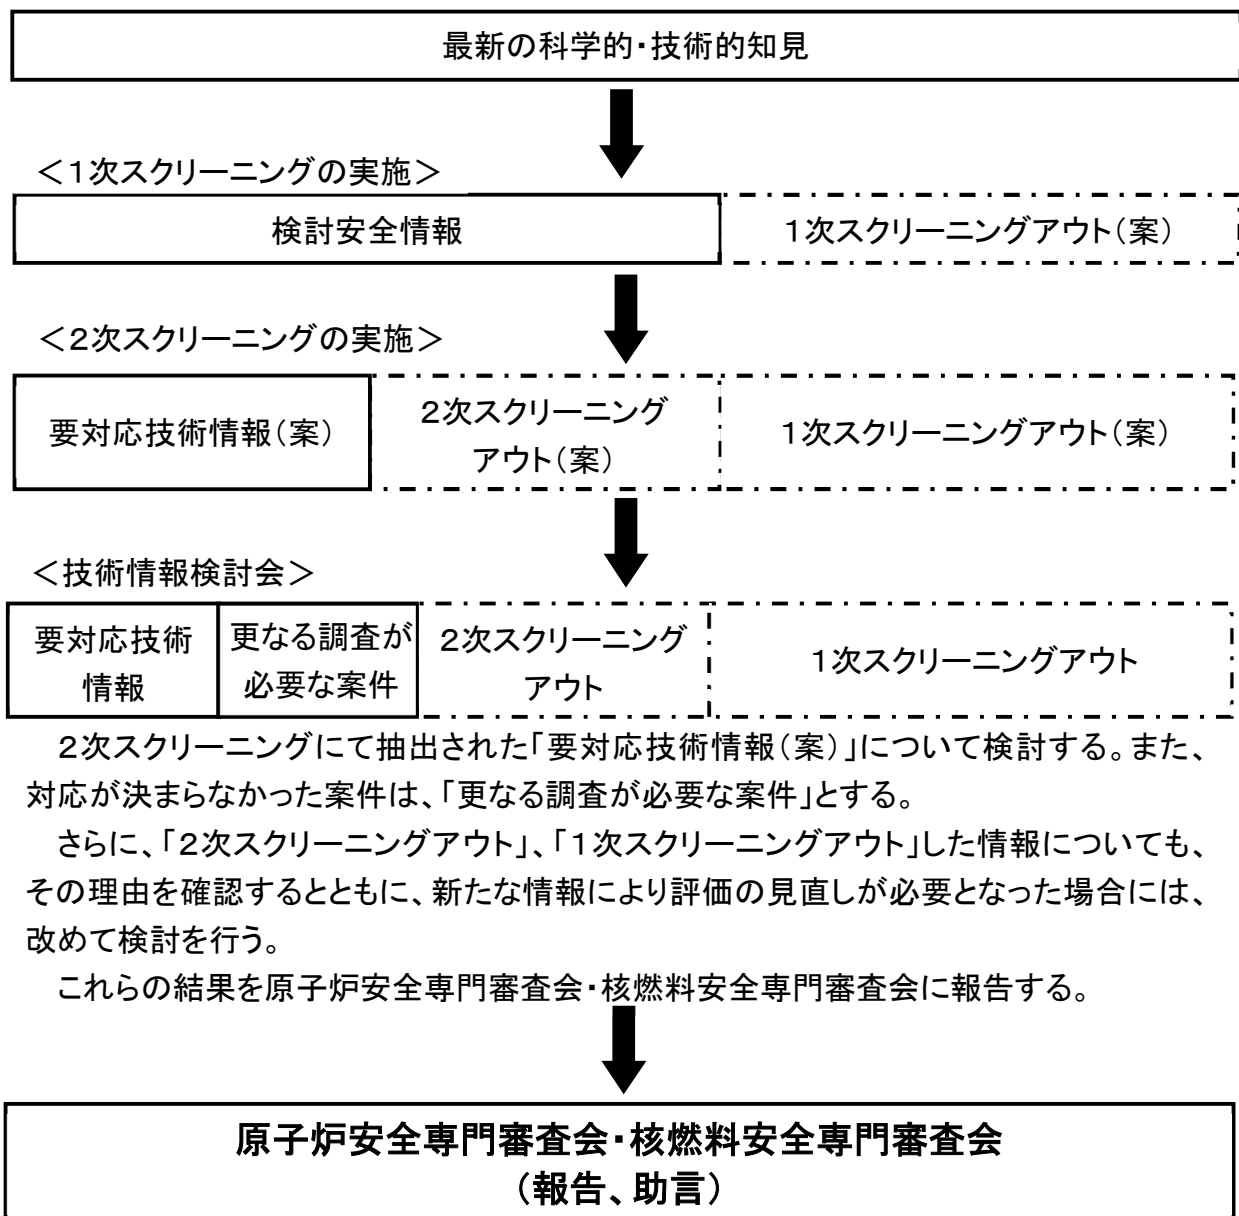 最新の科学的・技術的知見
＜１次スクリーニングの実施＞
検討安全情報
１次スクリーニングアウト（案）
＜２次スクリーニングの実施＞
要対応技術情報（案）
２次スクリーニング
アウト（案）
１次スクリーニングアウト（案）
＜技術情報検討会＞
要対応技術
情報
更なる調査が
必要な案件
２次スクリーニング
アウト
１次スクリーニングアウト
２次スクリーニングにて抽出された「要対応技術情報（案）」について検討する。また、
対応が決まらなかった案件は、「更なる調査が必要な案件」とする。
さらに、「２次スクリーニングアウト」、「１次スクリーニングアウト」した情報についても、
その理由を確認するとともに、新たな情報により評価の見直しが必要となった場合には、
改めて検討を行う。
これらの結果を原子炉安全専門審査会・核燃料安全専門審査会に報告する。
原子炉安全専門審査会・核燃料安全専門審査会
（報告、助言）